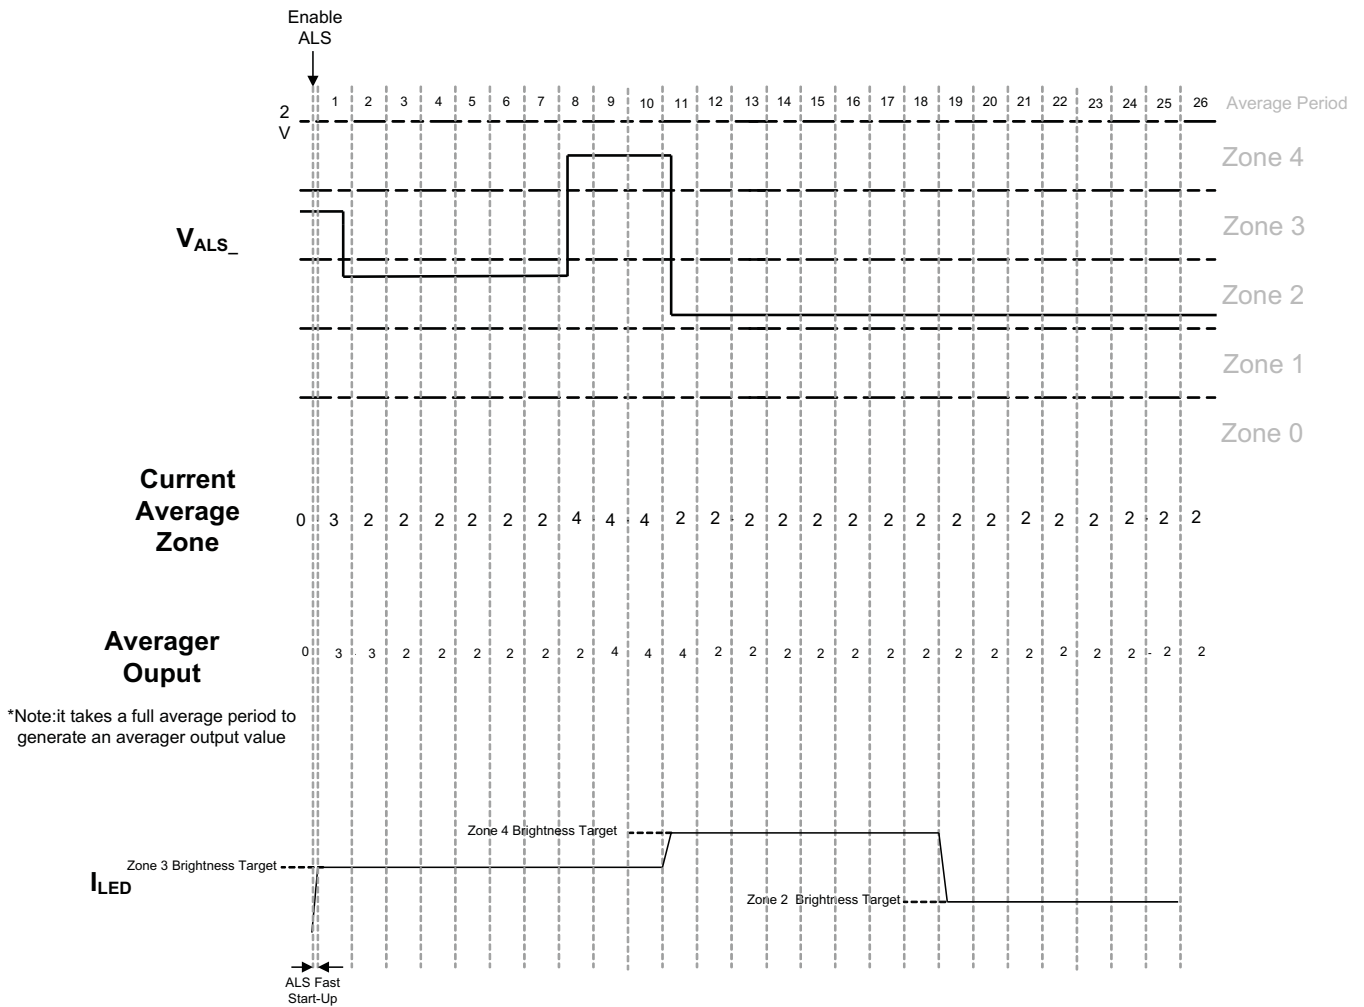 Enable
ALS
1 2 3 4 5 6 7 8 9 10 11 12 13 14 15 16 17 18 19 20 21 22 23 24 25 26 Average Period
2
V
Zone 4
Zone 3
VALS_
Zone 2
Zone 1
Zone 0
Current
Average
Zone
0 3 2 2 2 2 2 2 4 4 4 2 2 2 2 2 2 2 2 2 2 2 2 2 2 2 2
Averager
Ouput
0 3 3 2 2 2 2 2 2 4 4 4 2 2 2 2 2 2 2 2 2 2 2 2 2 2 2
*Note:it takes a full average period to
generate an averager output value
Zone 4 Brightness Target
Zone 3 Brightness Target
ILED
Zone 2 Brightness Target
ALS Fast
Start-Up